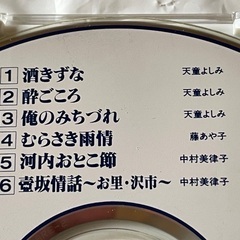 1 酒きずな 天童よしみ
2 酔ごころ 天童よしみ
3 俺のみちづれ 天童よしみ
4 むらさき雨情 藤あや子
5 河内おとこ節 中村美律子
6 壺坂情話～お里・沢市～ 中村美律子